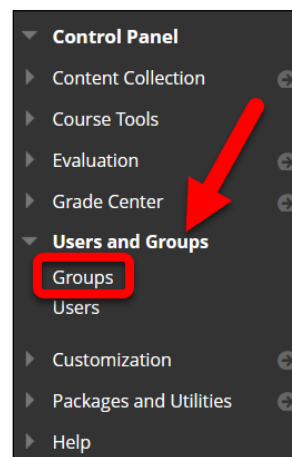 Control Panel
Content Collection
Course Tools
Evaluation
Grade Center
Users and Groups
Groups
Users
Customization
Packages and Utilities
Help